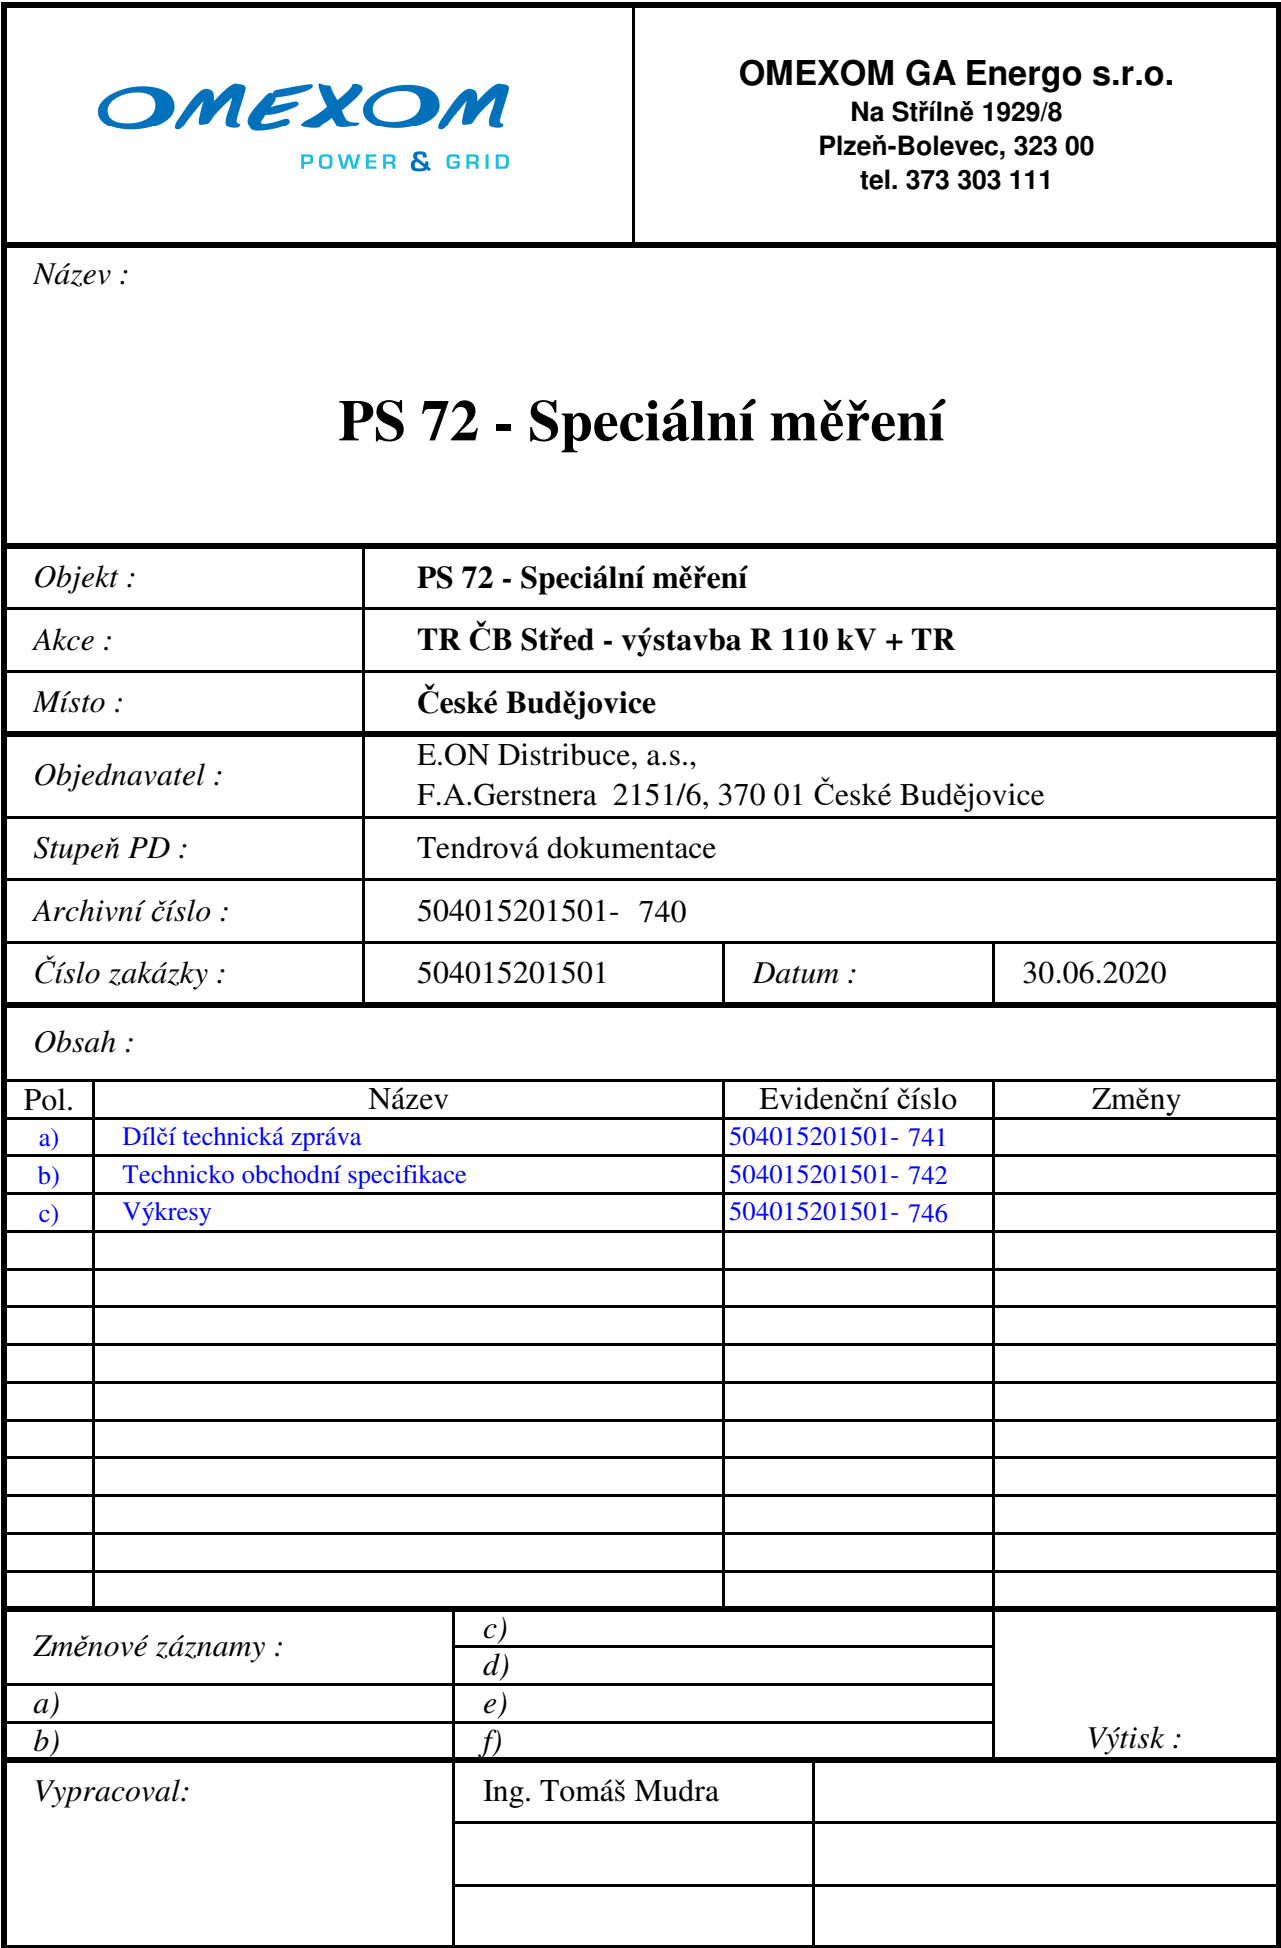 OMEXOM
POWER & GRID
OMEXOM GA Energo s.r.o.
Na Střílně 1929/8
Plzeň-Bolevec, 323 00
tel. 373 303 111
Název :
PS 72 - Speciální měření
Objekt : PS 72 - Speciální měření
Akce : TR ČB Střed - výstavba R 110 kV + TR
Místo : České Budějovice
Objednavatel : E.ON Distribuce, a.s.,
F.A.Gerstnera 2151/6, 370 01 České Budějovice
Stupeň PD : Tendrová dokumentace
Archivní číslo : 504015201501- 740
Číslo zakázky : 504015201501 Datum : 30.06.2020
Obsah :
Pol. Název Evidenční číslo Změny
a) Dílčí technická zpráva 504015201501- 741
b) Technicko obchodní specifikace 504015201501- 742
c) Výkresy 504015201501- 746
Změnové záznamy : c)
d)
a) e)
b) f) Výtisk :
Vypracoval: Ing. Tomáš Mudra